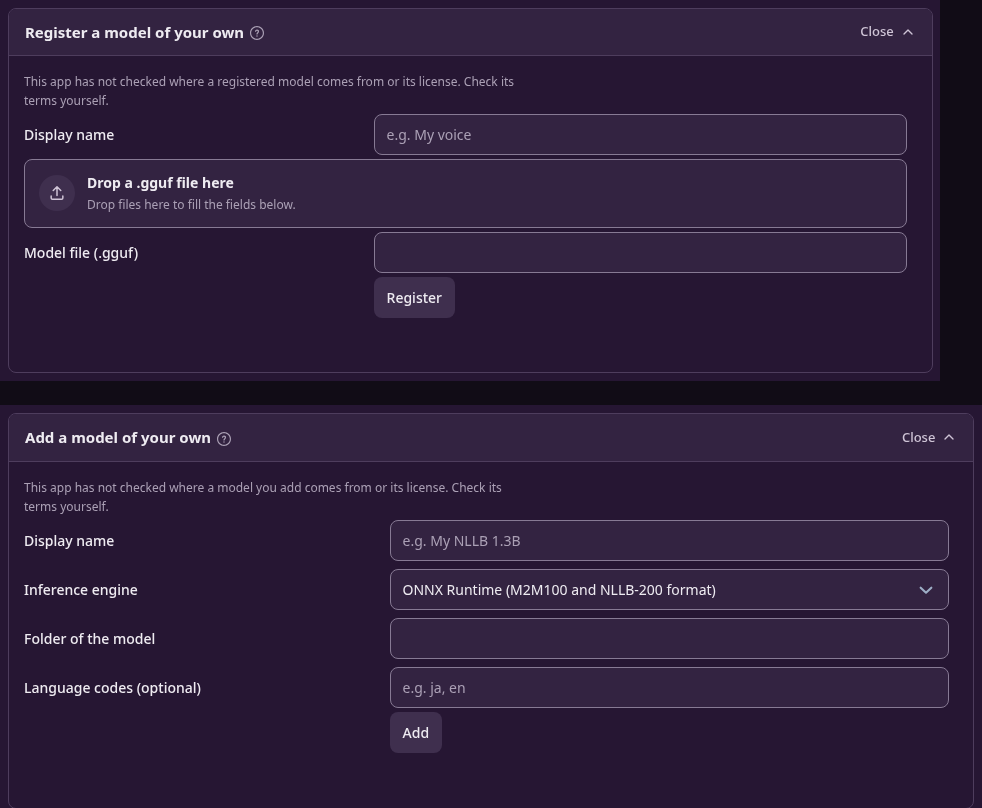 Register a model of your own ?
Close
This app has not checked where a registered model comes from or its license. Check its
terms yourself.
Display name
e.g. My voice
Drop a .gguf file here
Drop files here to fill the fields below.
Model file (.gguf)
Register
Add a model of your own ?
Close
This app has not checked where a model you add comes from or its license. Check its
terms yourself.
Display name
e.g. My NLLB 1.3B
Inference engine
ONNX Runtime (M2M100 and NLLB-200 format)
Folder of the model
Language codes (optional)
e.g. ja, en
Add